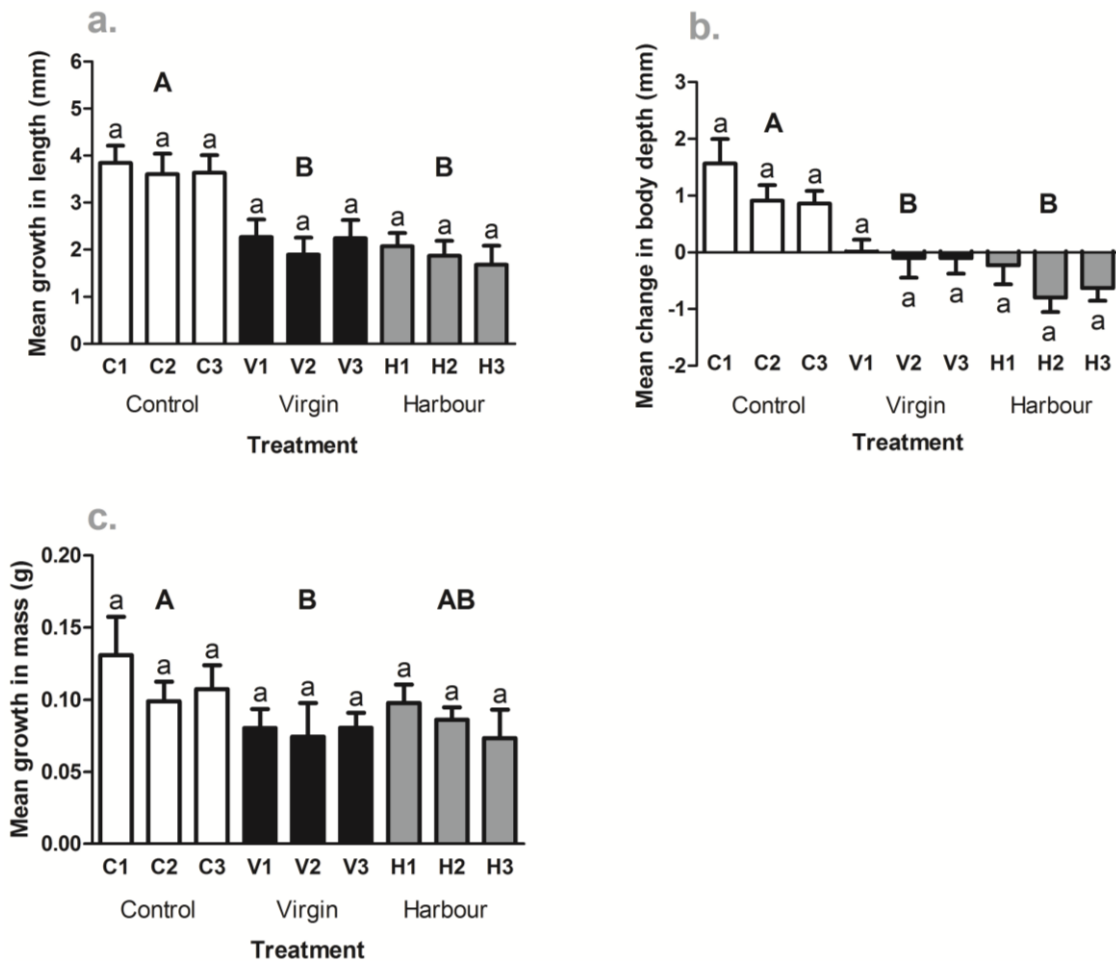 a.
Mean growth in length (mm)
6
5
4
3
2
1
0
A
B
B
a a a a a a a a a
C1 C2 C3 V1 V2 V3 H1 H2 H3
Control Virgin Harbour
Treatment
b.
Mean change in body depth (mm)
3
2
1
0
-1
-2
A
B
B
a a a a a a a a a
C1 C2 C3 V1 V2 V3 H1 H2 H3
Control Virgin Harbour
Treatment
c.
Mean growth in mass (g)
0.20
0.15
0.10
0.05
0.00
A B AB
a a a a a a a a a
C1 C2 C3 V1 V2 V3 H1 H2 H3
Control Virgin Harbour
Treatment